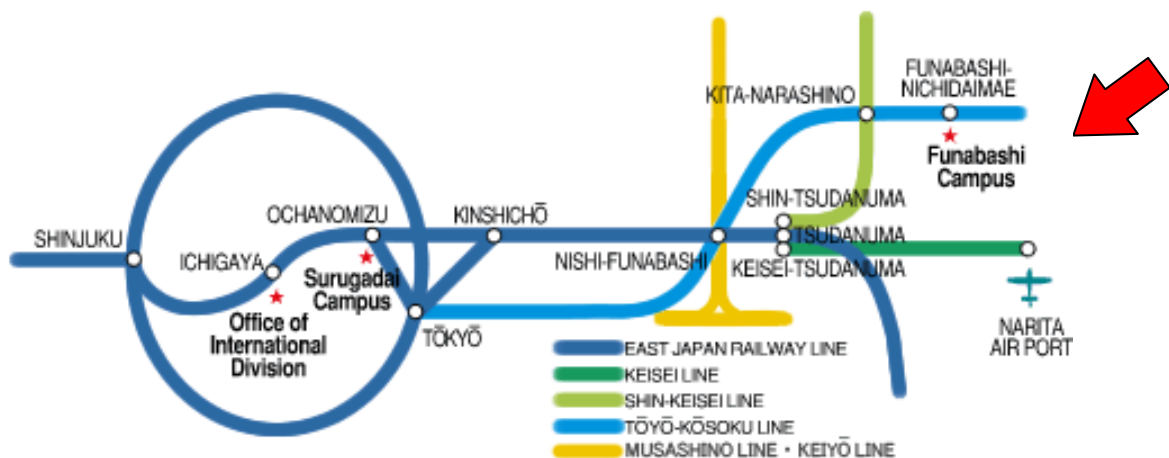 FUNABASHI-
NICHIDAIMAE
KITA-NARASHINO
Funabashi
Campus
SHIN-TSUDANUMA
OCHANOMIZU
KINSHICHŌ
SHINJUKU
TSUDANUMA
ICHIGAYA
NISHI-FUNABASHI
KEISEI-TSUDANUMA
Surugadai
Campus
Office of
International
Division
TŌKYŌ
NARITA
AIR PORT
EAST JAPAN RAILWAY LINE
KEISEI LINE
SHIN-KEISEI LINE
TŌYŌ-KŌSOKU LINE
MUSASHINO LINE・KEIYŌ LINE